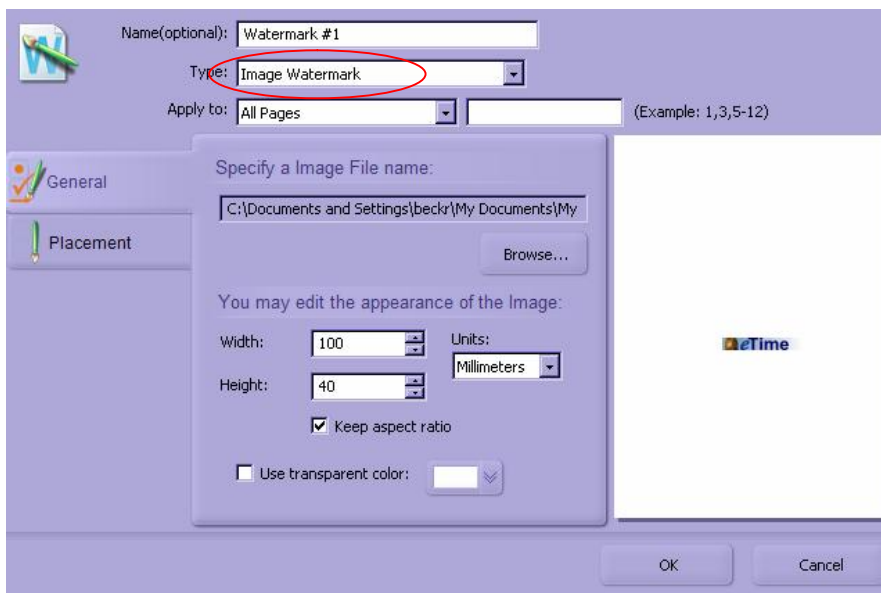 Name(optional): Watermark #1
Type: Image Watermark
Apply to: All Pages (Example: 1,3,5-12)
General
Placement
Specify a Image File name:
C:\Documents and Settings\beckr\My Documents\My
Browse...
You may edit the appearance of the Image:
Width: 100 Units:
Millimeters
Height: 40
Keep aspect ratio
Use transparent color:
eTime
OK Cancel